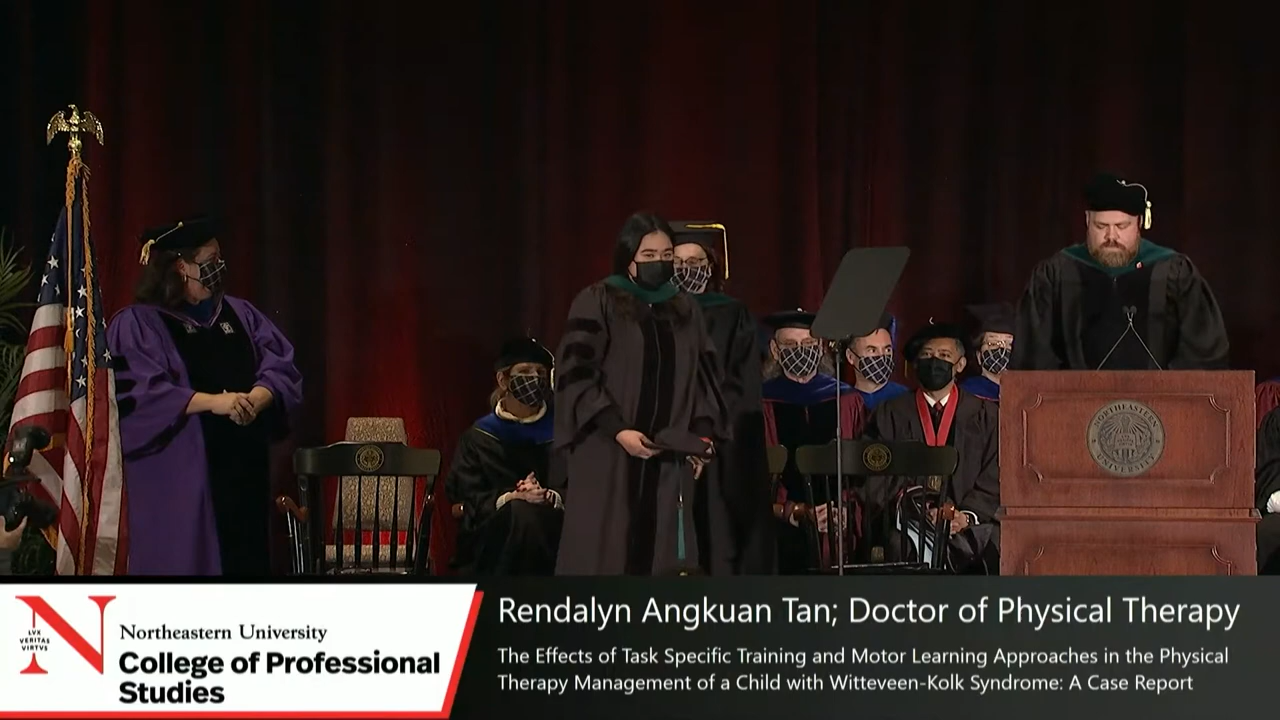 NORTHEASTERN
UNIVERSITY
LVX
VERITAS
VIRTVS
Northeastern University
College of Professional
Studies
Rendalyn Angkuan Tan; Doctor of Physical Therapy
The Effects of Task Specific Training and Motor Learning Approaches in the Physical
Therapy Management of a Child with Witteveen-Kolk Syndrome: A Case Report